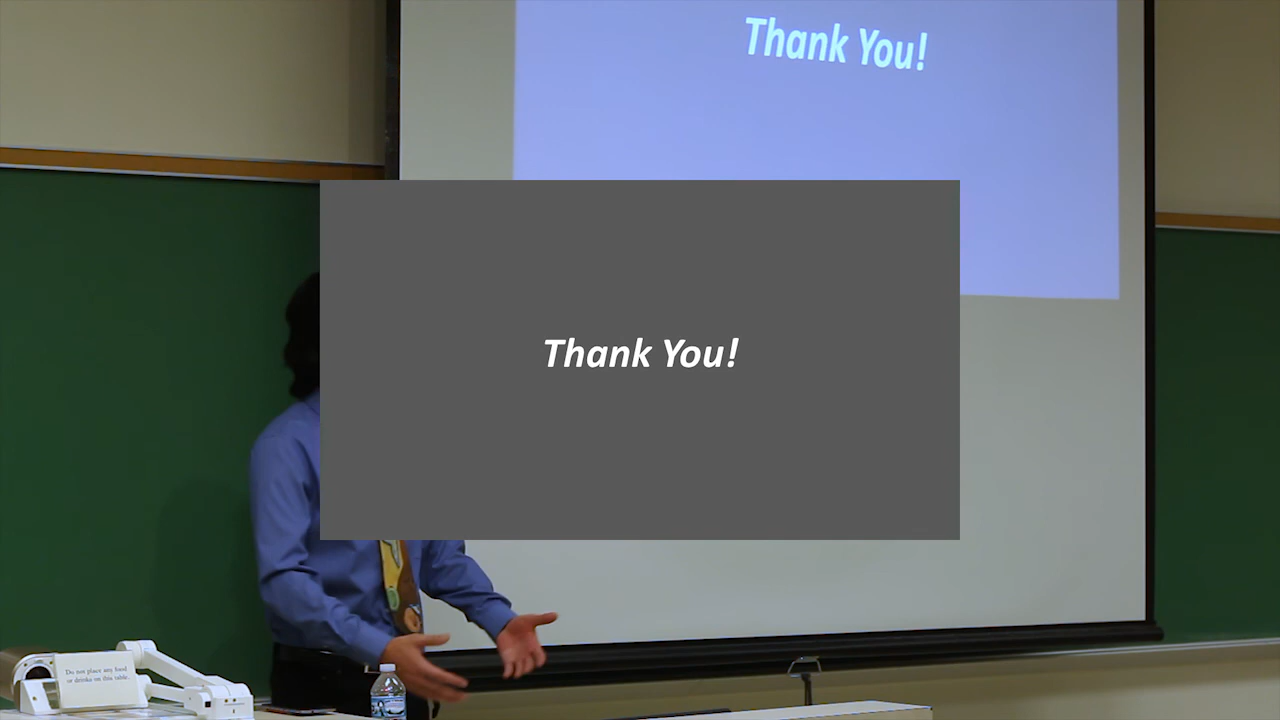 Thank You!
Thank You!
Do not place any food
or drinks on this table.